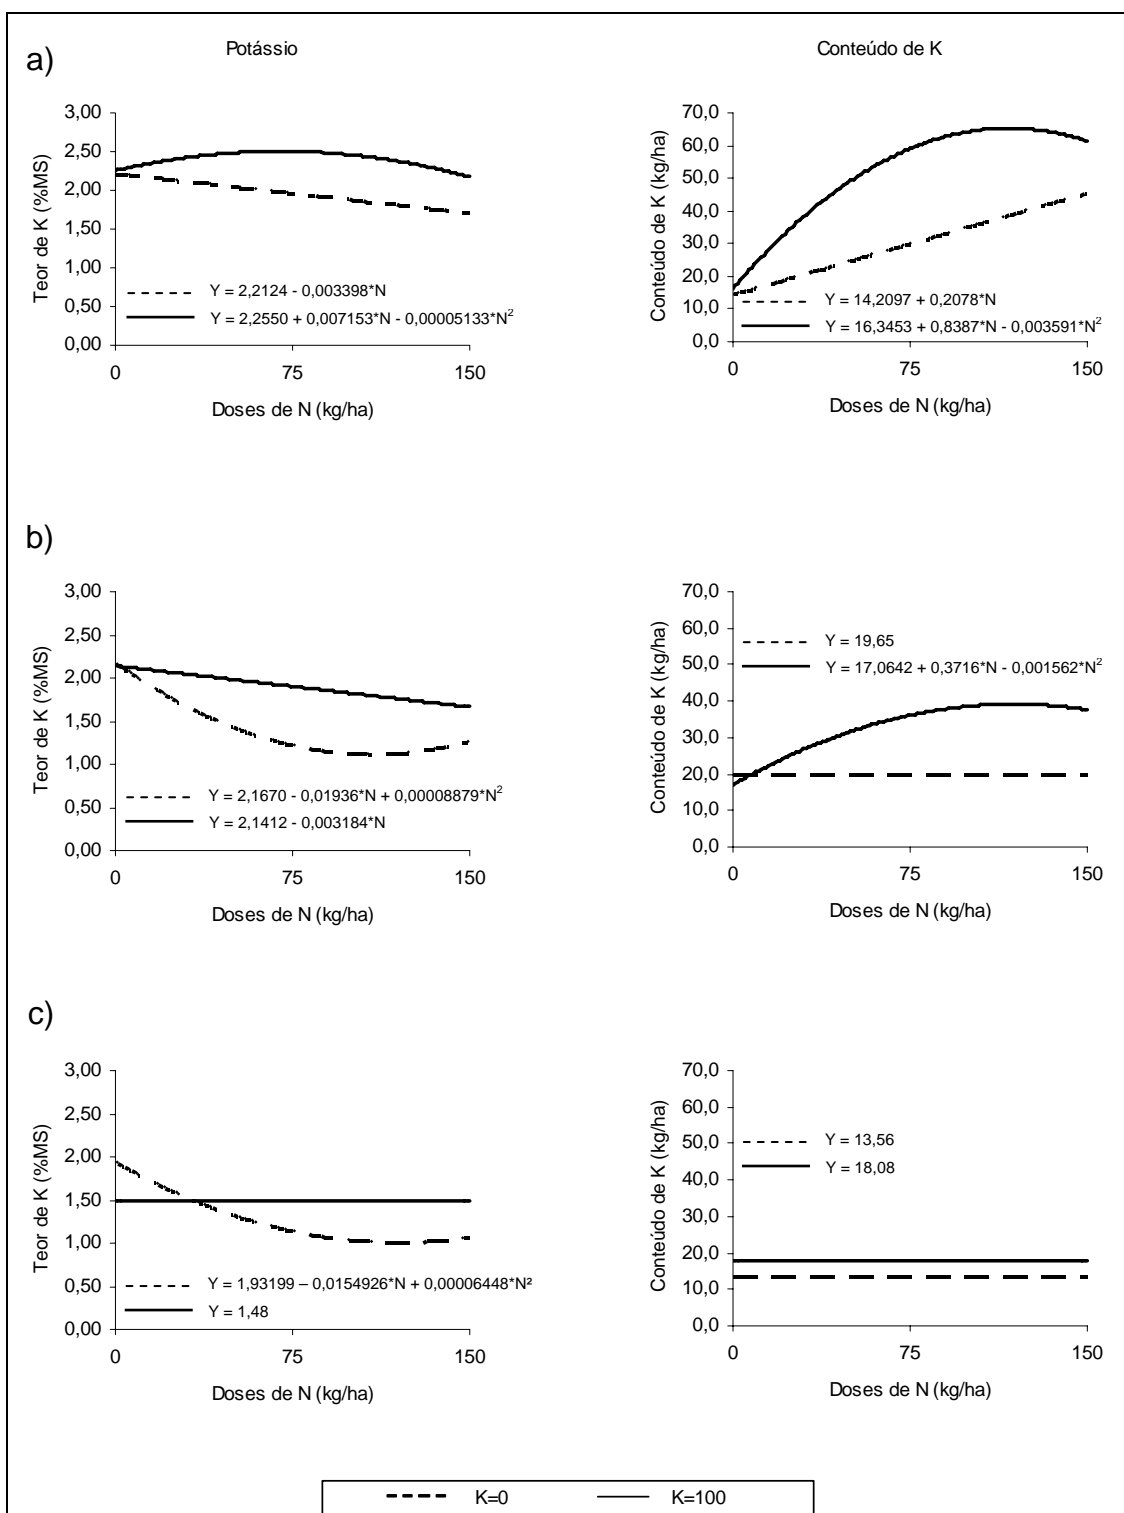 a)
Potássio
Teor de K (%MS)
3,00
2,50
2,00
1,50
1,00
0,50
0,00
Y = 2,2124 - 0,003398*N
Y = 2,2550 + 0,007153*N - 0,00005133*N²
0 75 150
Doses de N (kg/ha)
Conteúdo de K
Conteúdo de K (kg/ha)
70,0
60,0
50,0
40,0
30,0
20,0
10,0
0,0
Y = 14,2097 + 0,2078*N
Y = 16,3453 + 0,8387*N - 0,003591*N²
0 75 150
Doses de N (kg/ha)
b)
Teor de K (%MS)
3,00
2,50
2,00
1,50
1,00
0,50
0,00
Y = 2,1670 - 0,01936*N + 0,00008879*N²
Y = 2,1412 - 0,003184*N
0 75 150
Doses de N (kg/ha)
Conteúdo de K (kg/ha)
70,0
60,0
50,0
40,0
30,0
20,0
10,0
0,0
Y = 19,65
Y = 17,0642 + 0,3716*N - 0,001562*N²
0 75 150
Doses de N (kg/ha)
c)
Teor de K (%MS)
3,00
2,50
2,00
1,50
1,00
0,50
0,00
Y = 1,93199 – 0,0154926*N + 0,00006448*N²
Y = 1,48
0 75 150
Doses de N (kg/ha)
Conteúdo de K (kg/ha)
70,0
60,0
50,0
40,0
30,0
20,0
10,0
0,0
Y = 13,56
Y = 18,08
0 75 150
Doses de N (kg/ha)
K=0 K=100